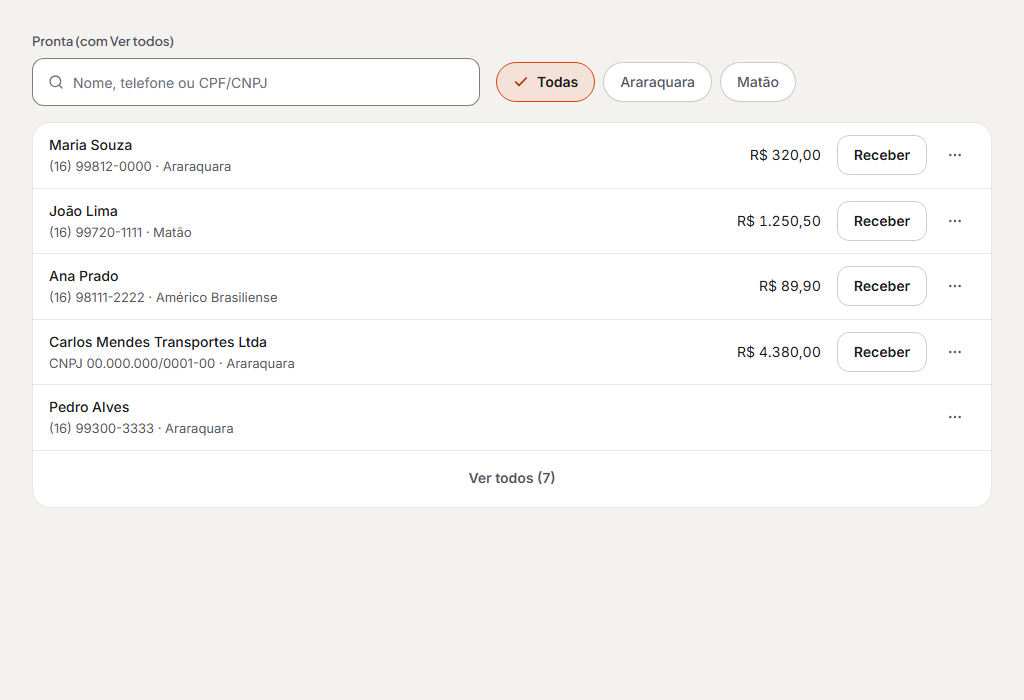 Pronta (com Ver todos)
Nome, telefone ou CPF/CNPJ
Todas
Araraquara
Matão
Maria Souza
(16) 99812-0000 · Araraquara
R$ 320,00
Receber
João Lima
(16) 99720-1111 · Matão
R$ 1.250,50
Receber
Ana Prado
(16) 98111-2222 · Américo Brasiliense
R$ 89,90
Receber
Carlos Mendes Transportes Ltda
CNPJ 00.000.000/0001-00 · Araraquara
R$ 4.380,00
Receber
Pedro Alves
(16) 99300-3333 · Araraquara
Ver todos (7)